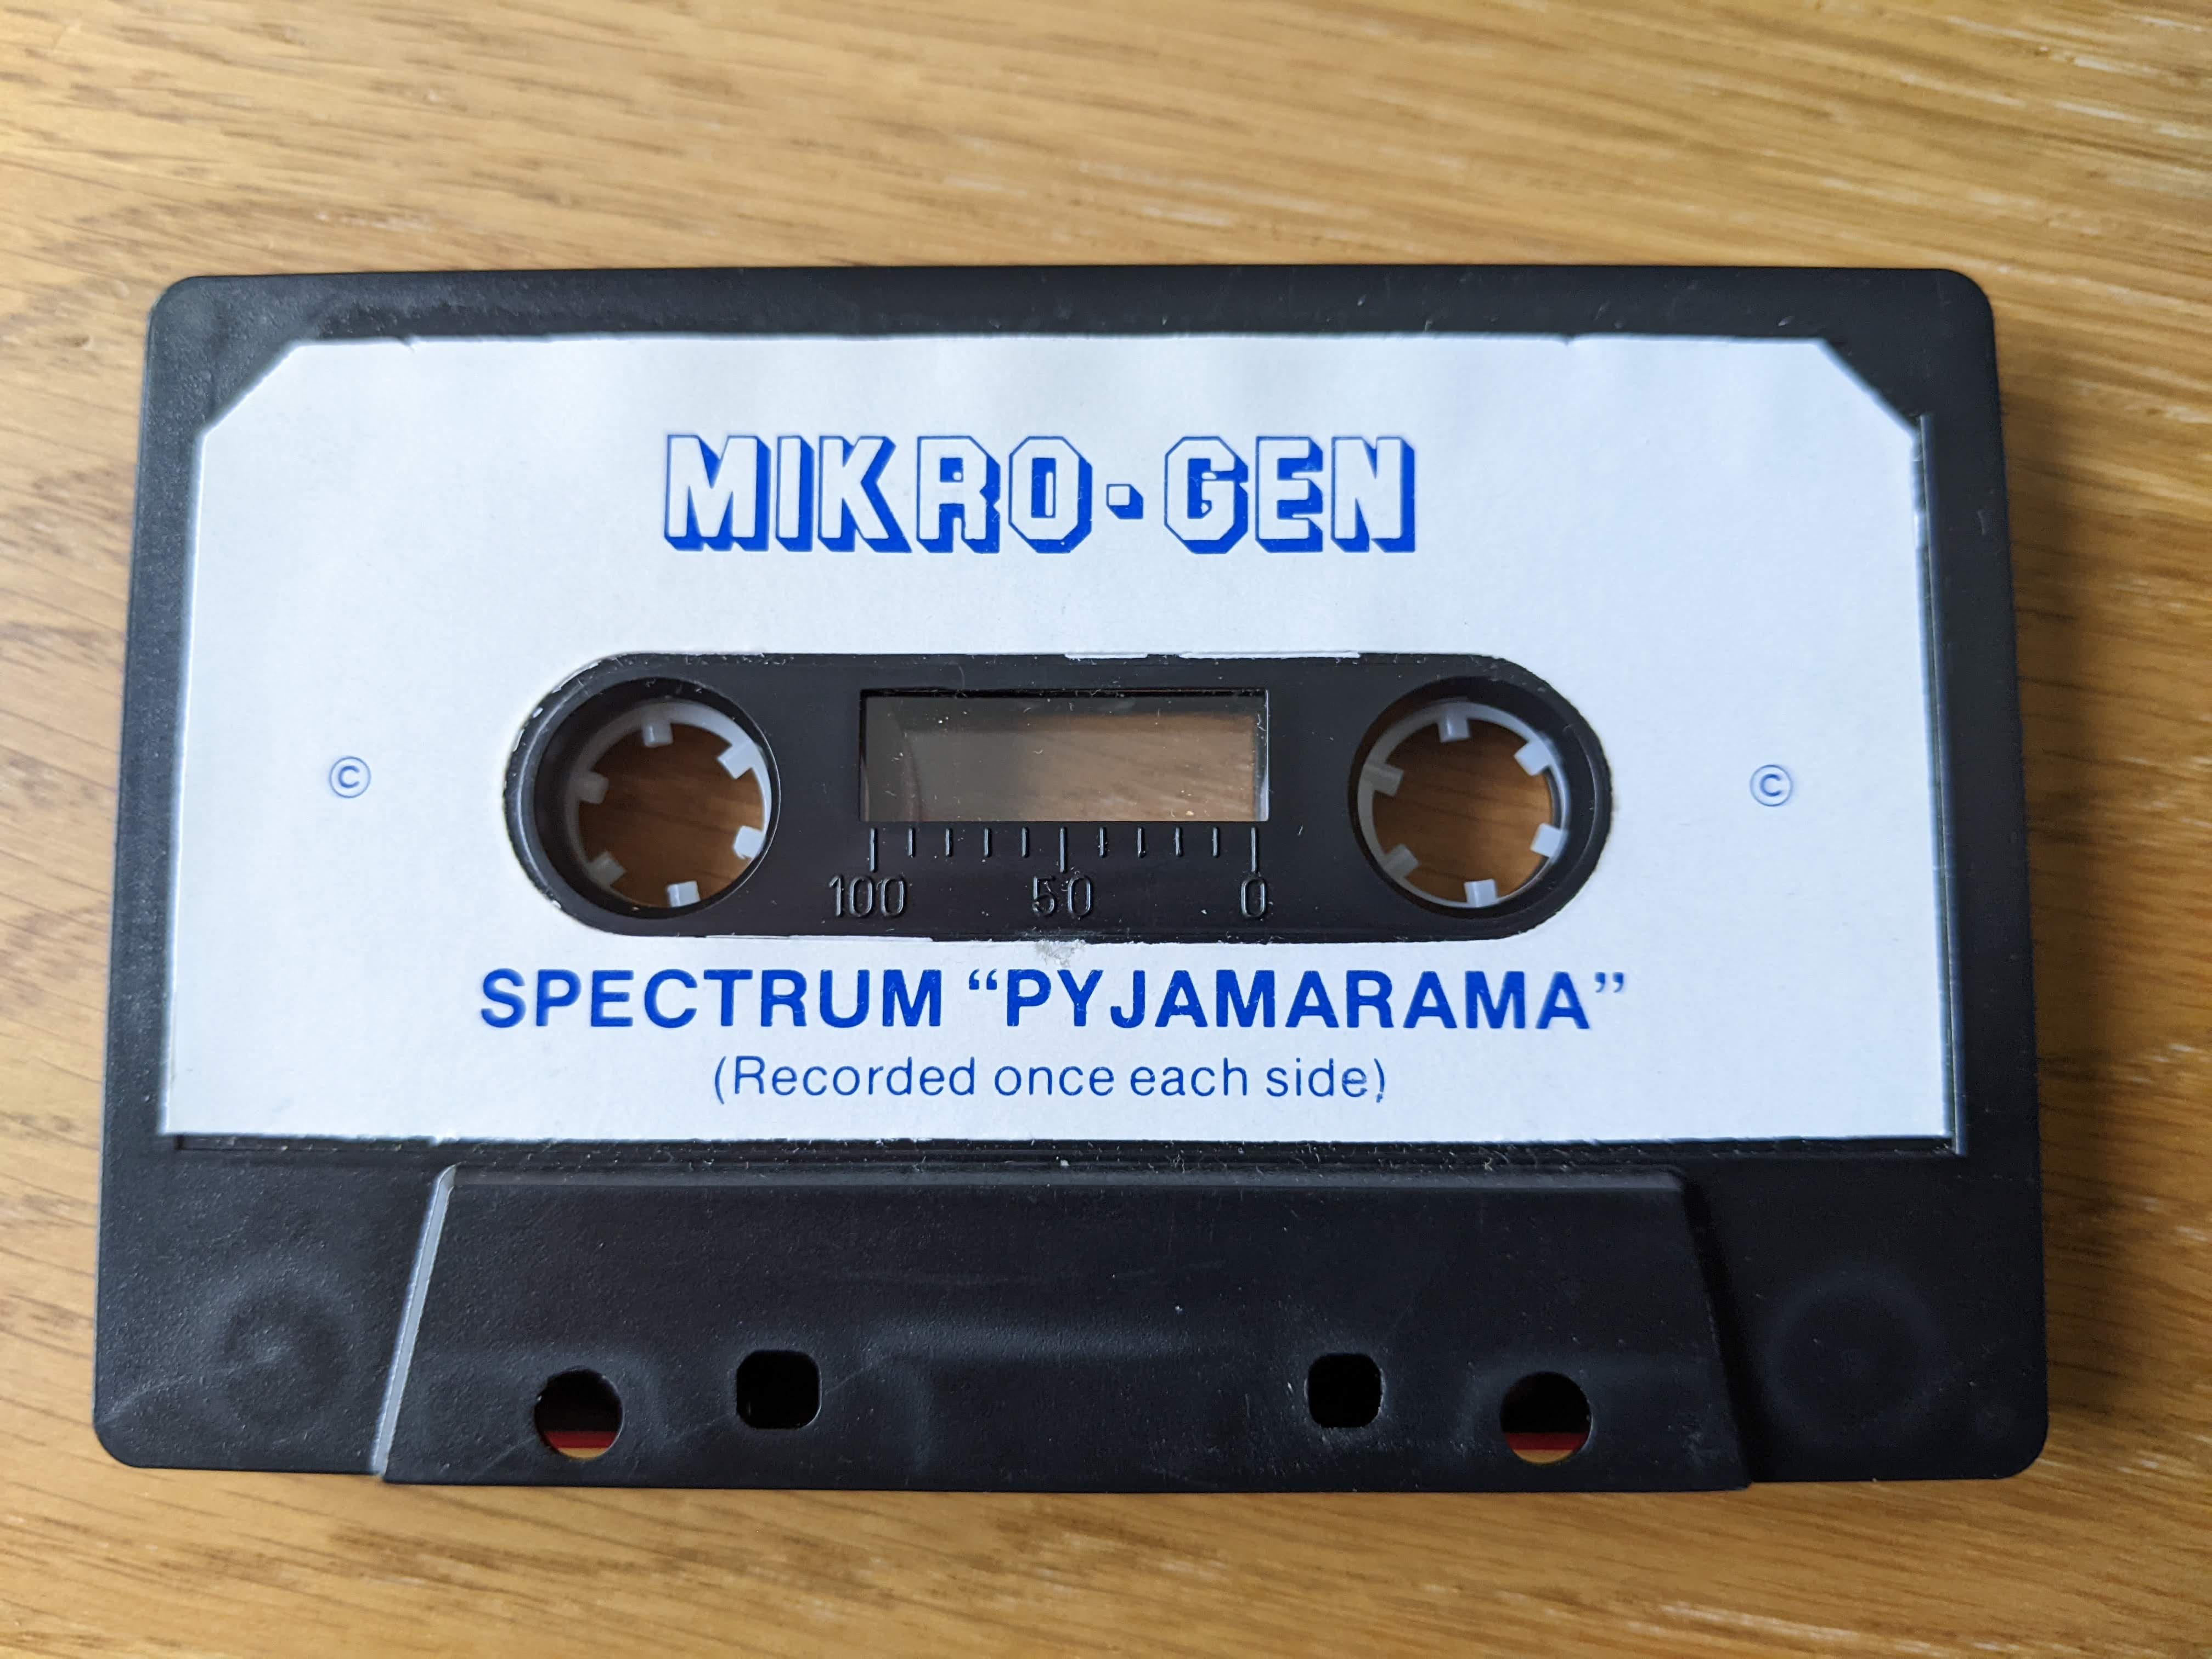 MIKRO·GEN
© ©
100 50 0
SPECTRUM “PYJAMARAMA”
(Recorded once each side)